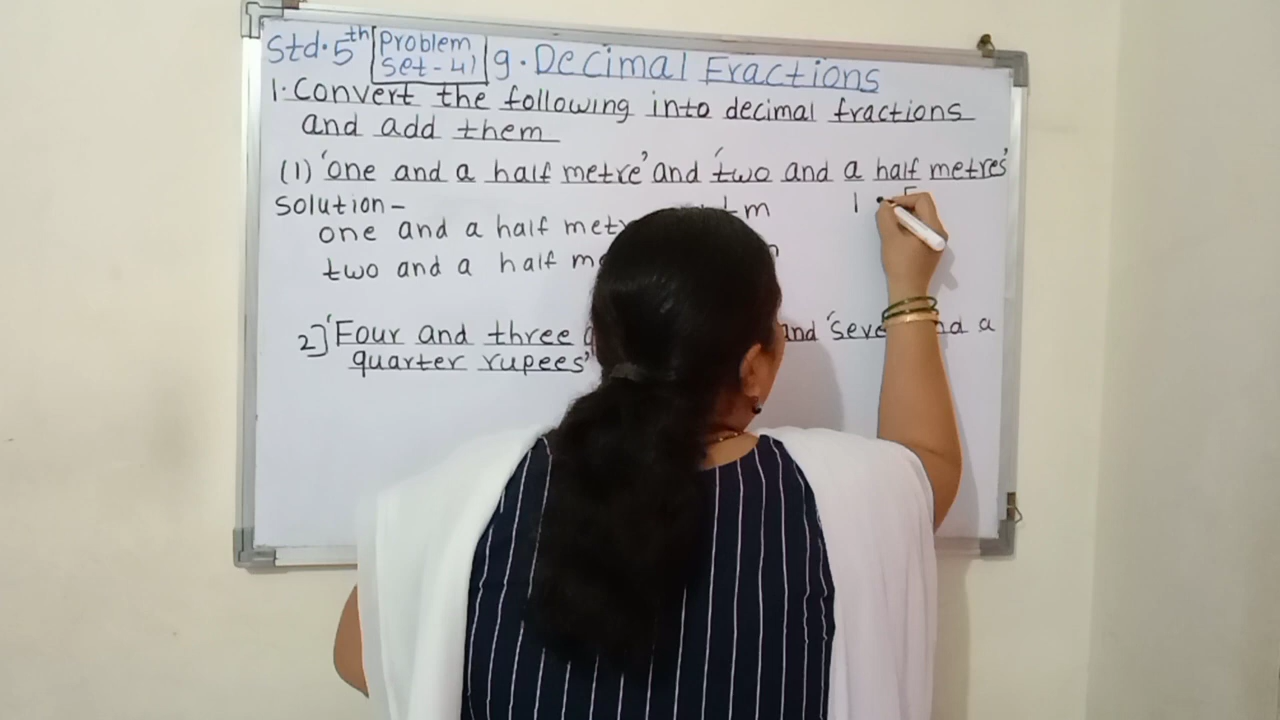 Std. 5th Problem Set-41 9. Decimal Fractions
1. Convert the following into decimal fractions
and add them
(1) 'one and a half metre' and 'two and a half metres'
Solution-
m 1 . 5
one and a half
two and a half
2] 'Four and three and a
quarter rupees'